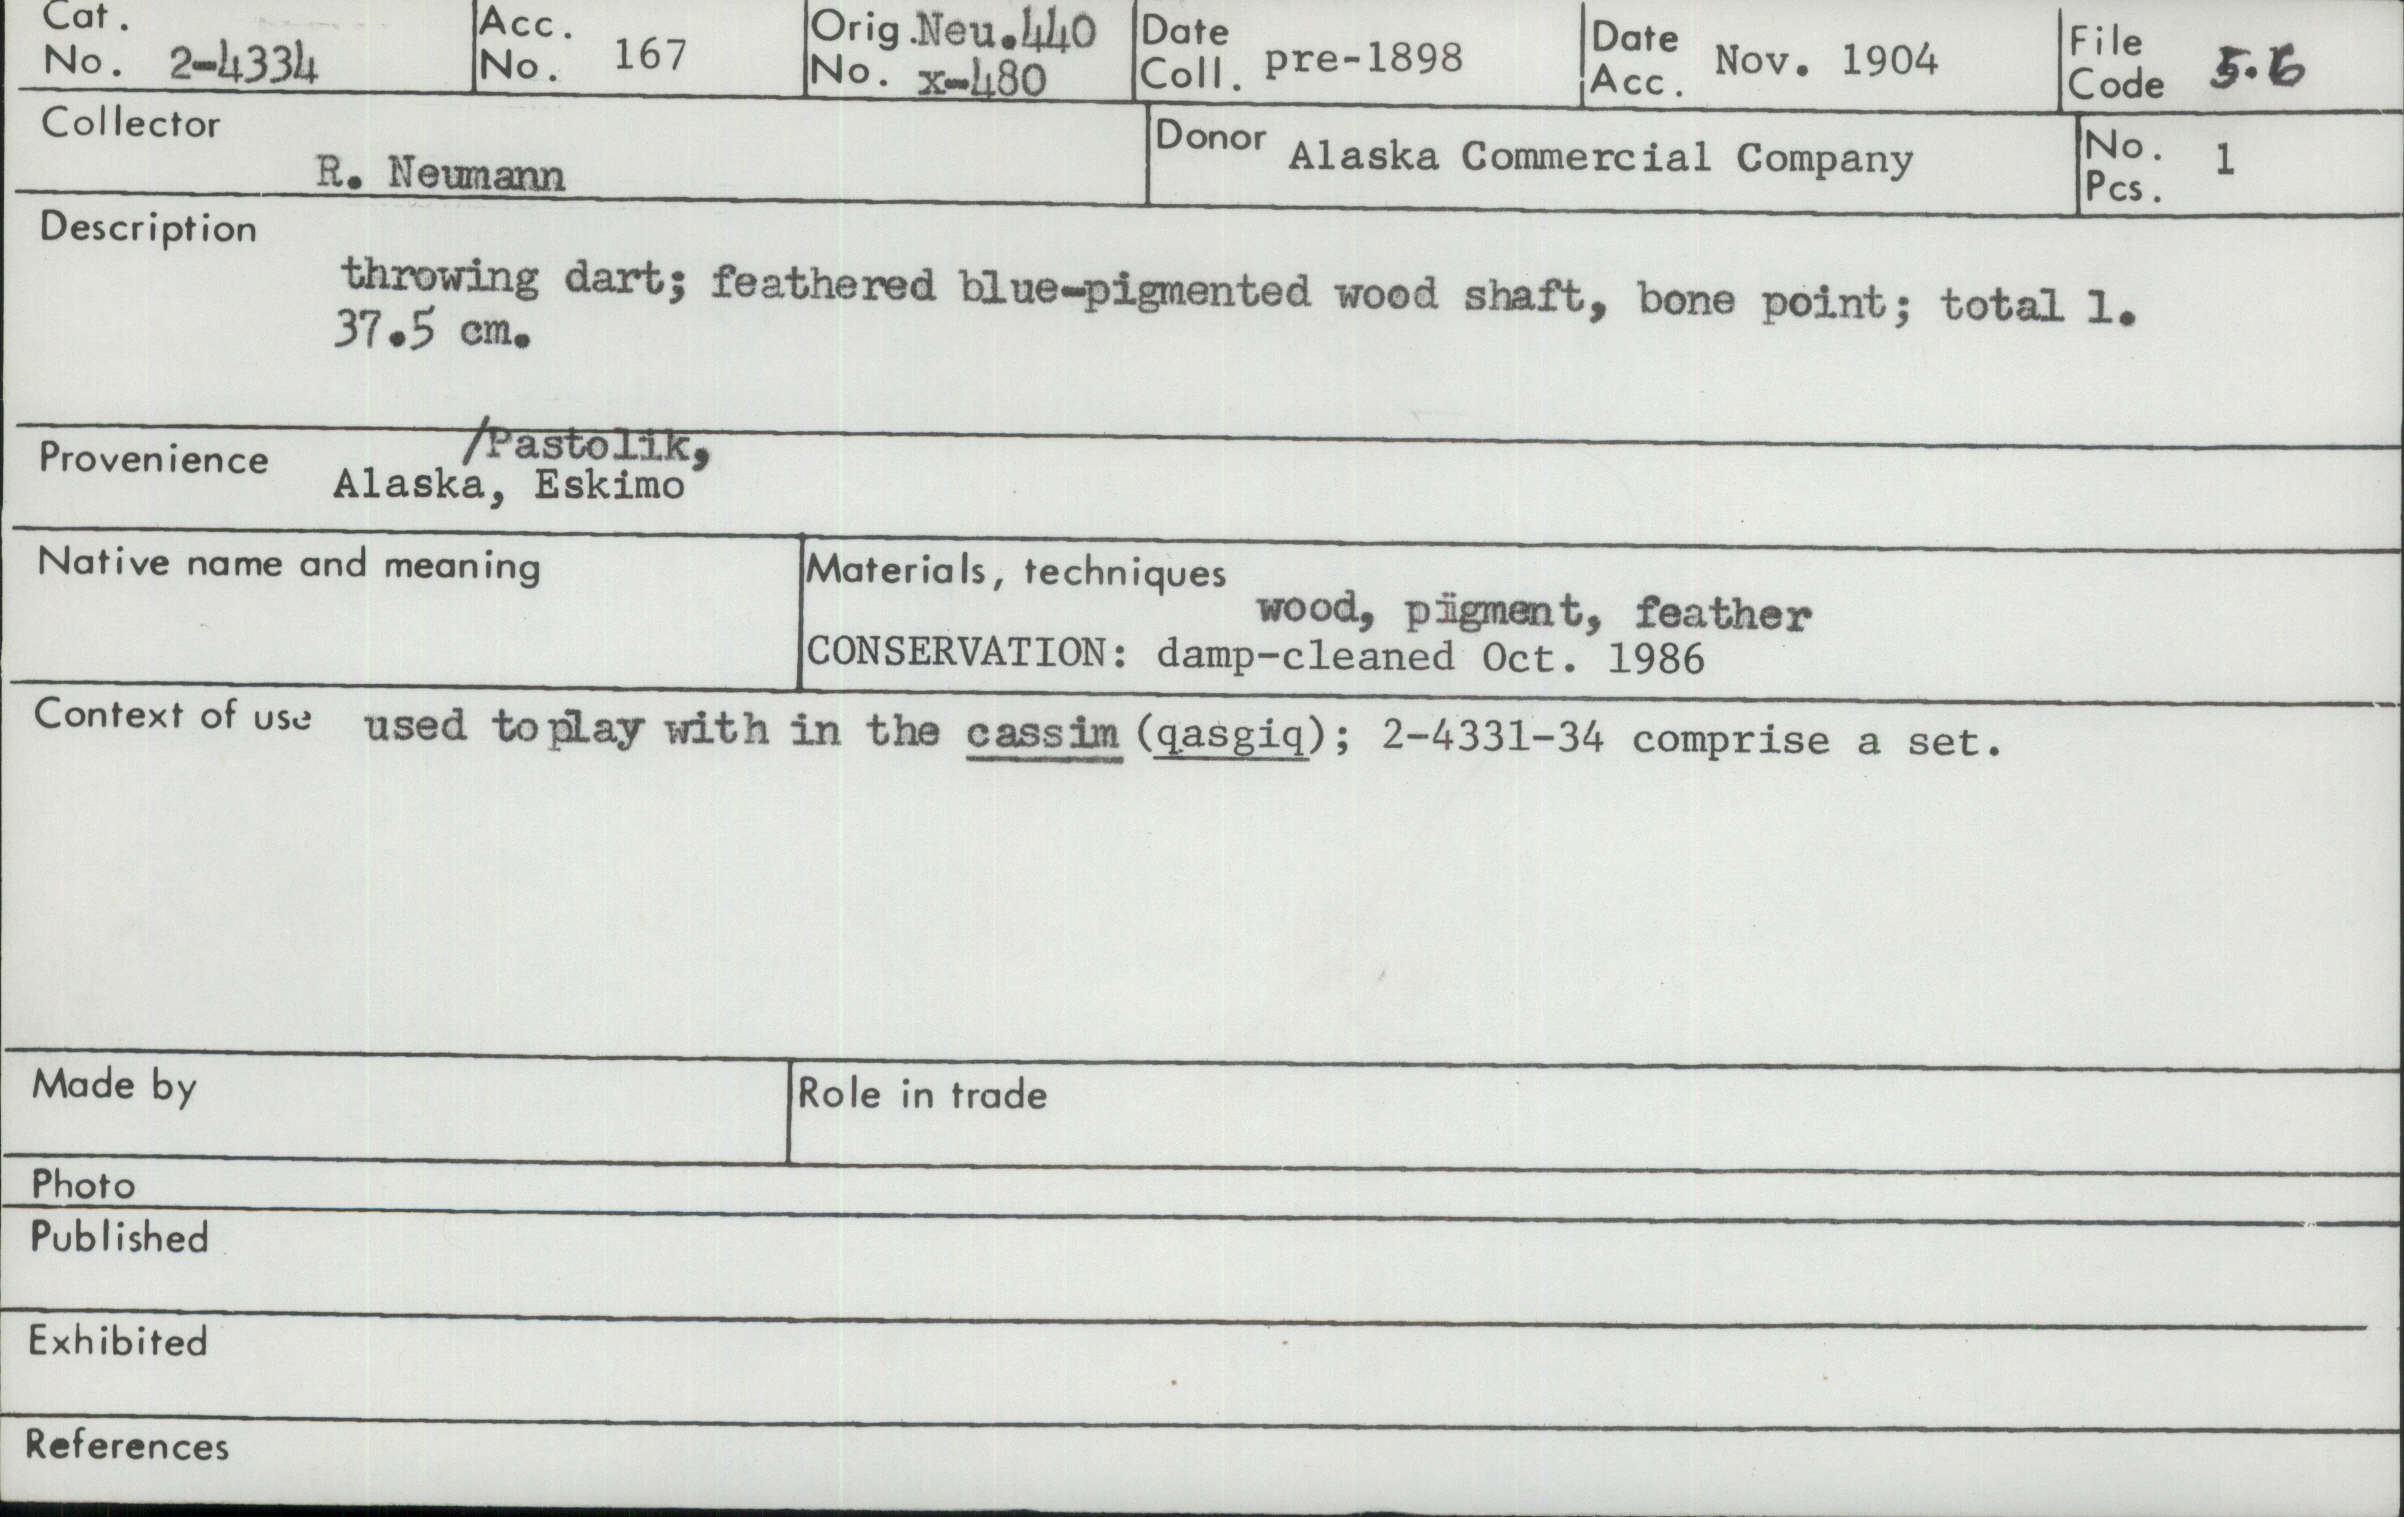 Cat. No. 2-4334
Acc. No. 167
Orig. No. Neu.440 x-480
Date Coll. pre-1898
Date Acc. Nov. 1904
File Code 5.6
Collector R. Neumann
Donor Alaska Commercial Company
No. Pcs. 1
Description
throwing dart; feathered blue-pigmented wood shaft, bone point; total l.
37.5 cm.
Provenience /Pastolik,
Alaska, Eskimo
Native name and meaning
Materials, techniques
wood, pigment, feather
CONSERVATION: damp-cleaned Oct. 1986
Context of use used to play with in the cassim (qasgiq); 2-4331-34 comprise a set.
Made by
Role in trade
Photo
Published
Exhibited
References